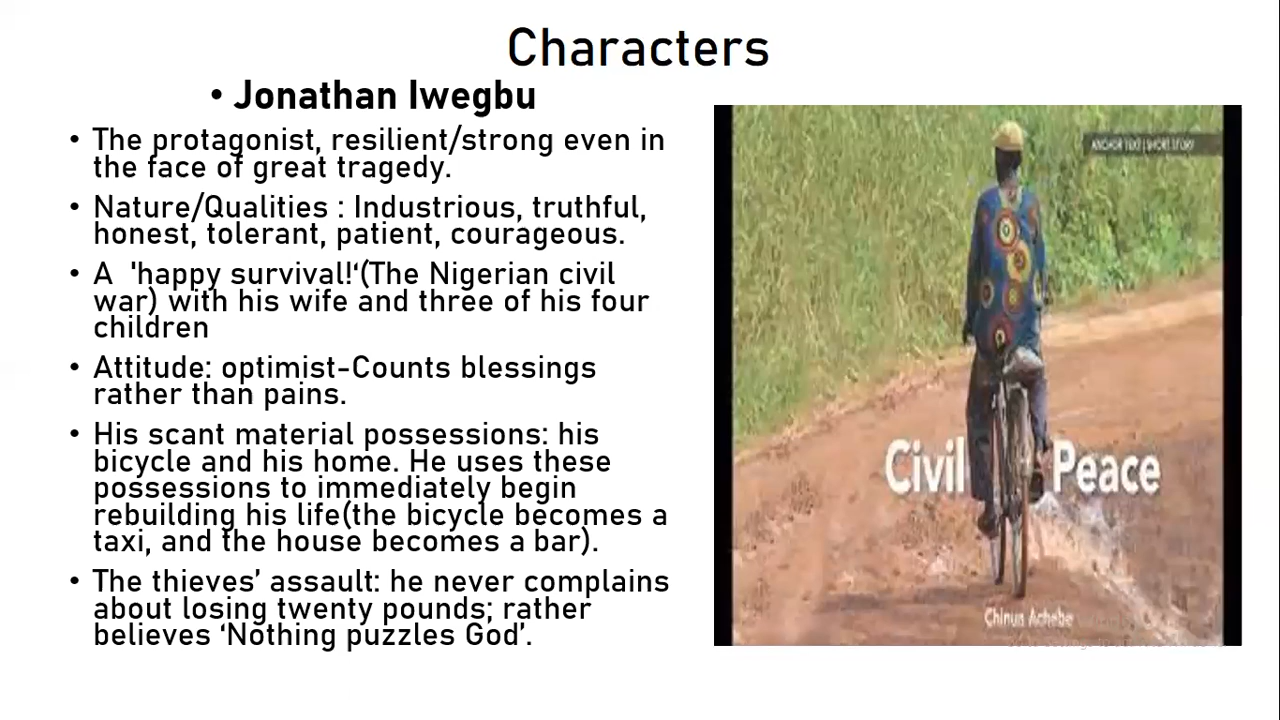 Characters
• Jonathan Iwegbu
• The protagonist, resilient/strong even in
the face of great tragedy.
• Nature/Qualities : Industrious, truthful,
honest, tolerant, patient, courageous.
• A 'happy survival!‘(The Nigerian civil
war) with his wife and three of his four
children
• Attitude: optimist-Counts blessings
rather than pains.
• His scant material possessions: his
bicycle and his home. He uses these
possessions to immediately begin
rebuilding his life(the bicycle becomes a
taxi, and the house becomes a bar).
• The thieves’ assault: he never complains
about losing twenty pounds; rather
believes ‘Nothing puzzles God’.
ANCHOR TEXT | SHORT STORY
Civil Peace
Chinua Achebe